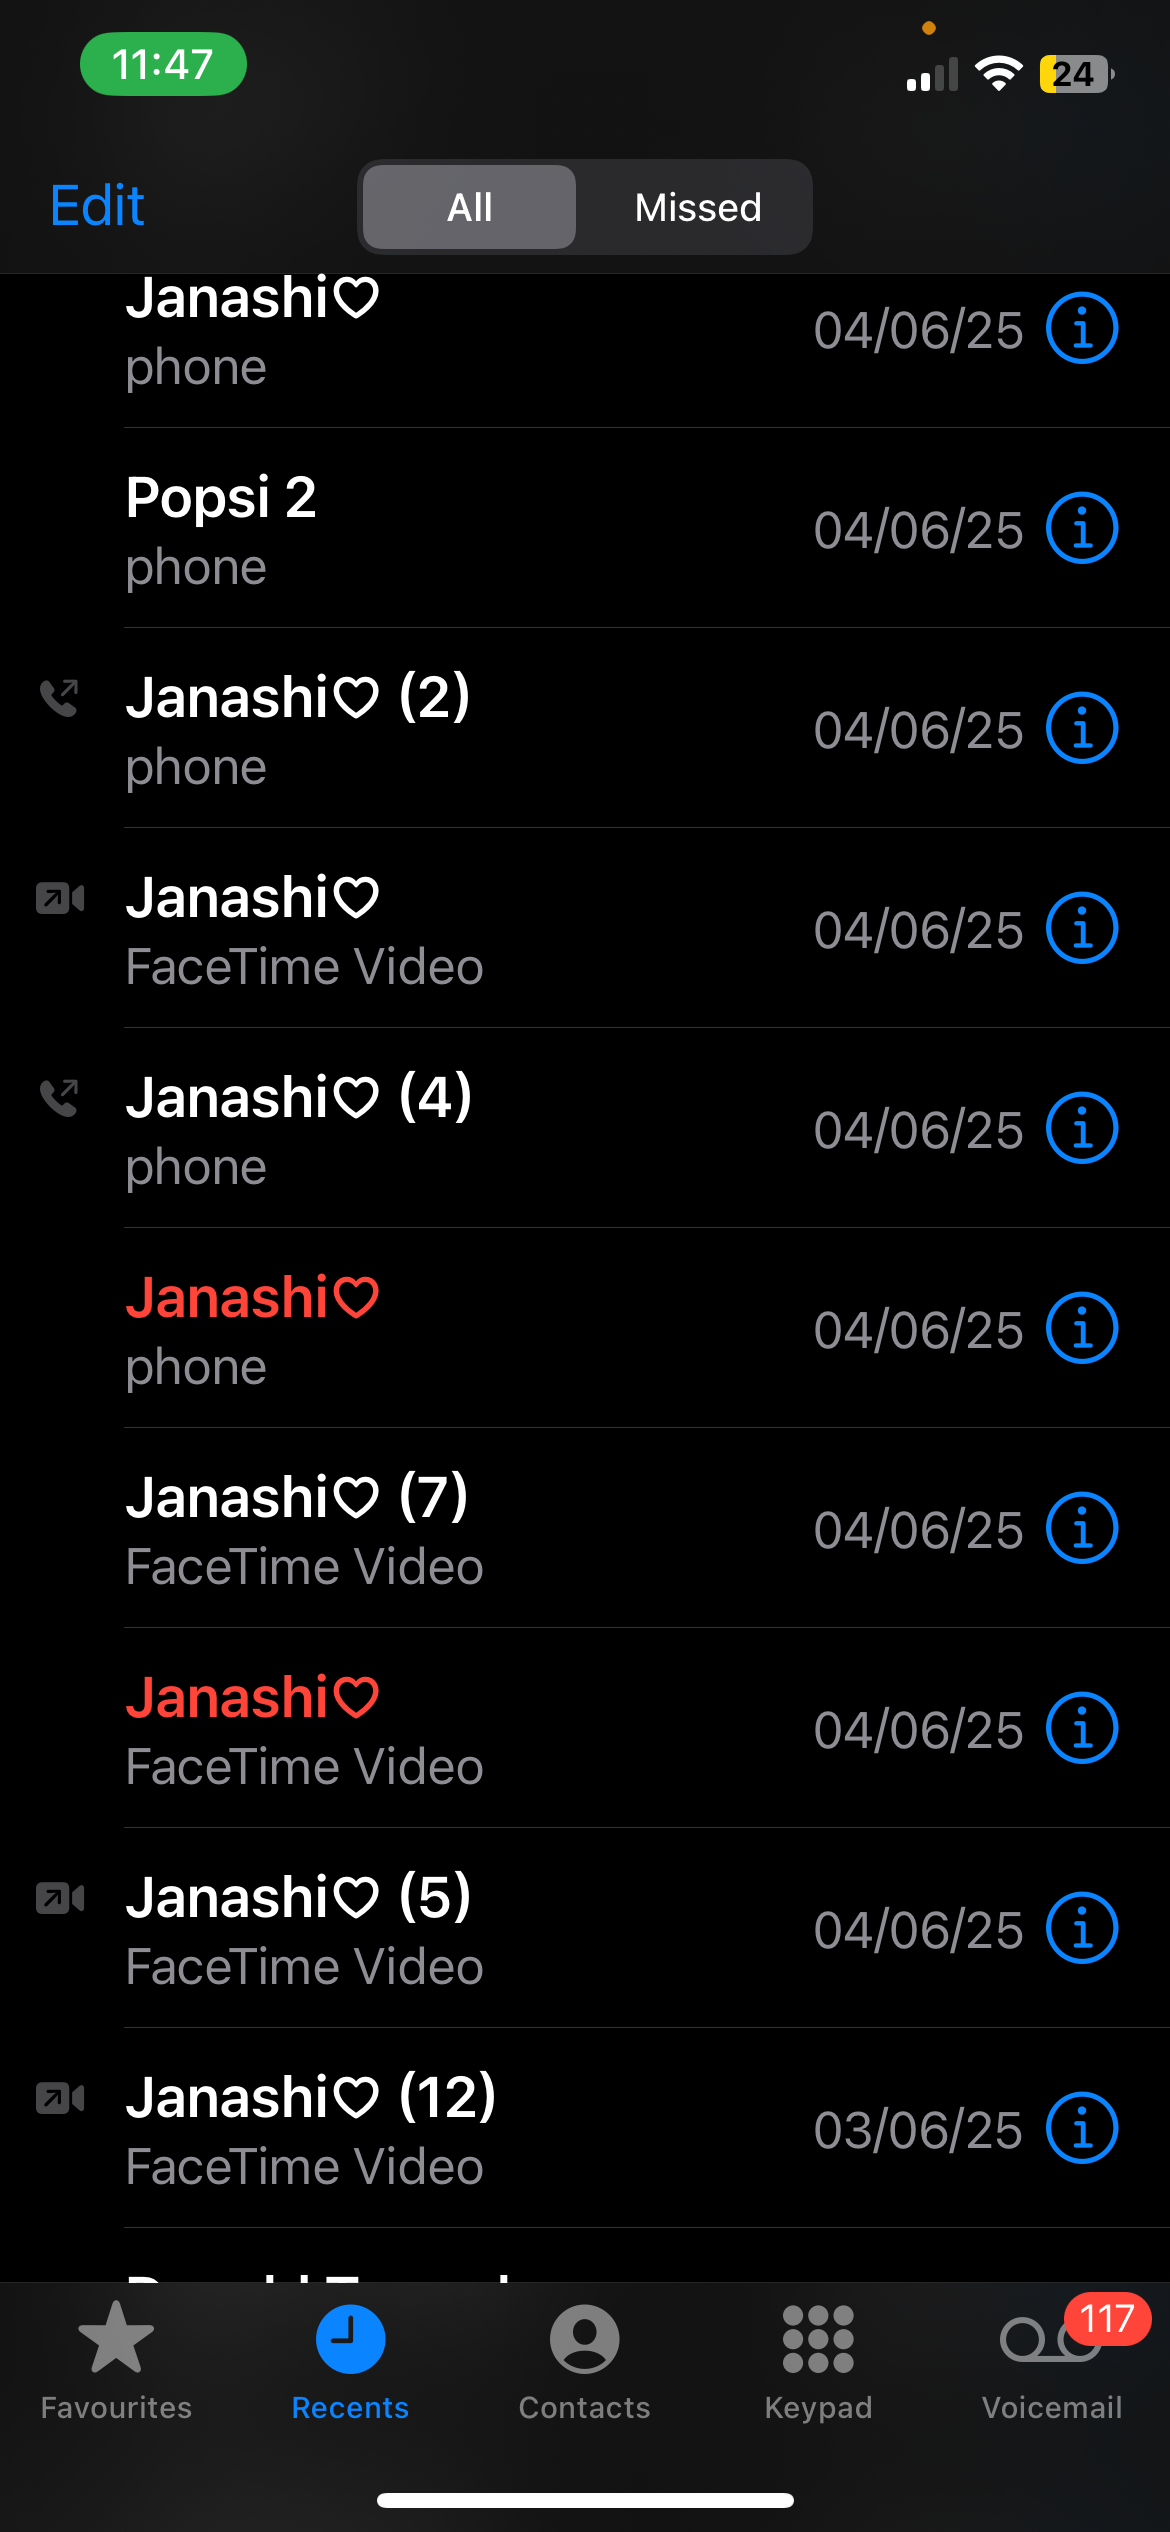 11:47
24
Edit
All
Missed
Janashi♡
phone
04/06/25
Popsi 2
phone
04/06/25
Janashi♡ (2)
phone
04/06/25
Janashi♡
FaceTime Video
04/06/25
Janashi♡ (4)
phone
04/06/25
Janashi♡
phone
04/06/25
Janashi♡ (7)
FaceTime Video
04/06/25
Janashi♡
FaceTime Video
04/06/25
Janashi♡ (5)
FaceTime Video
04/06/25
Janashi♡ (12)
FaceTime Video
03/06/25
117
Favourites
Recents
Contacts
Keypad
Voicemail